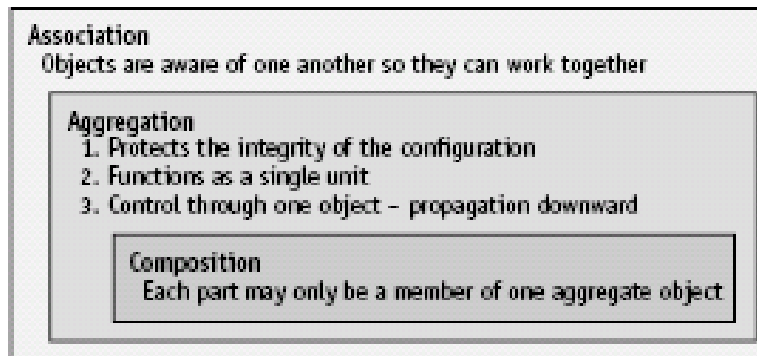 Association
Objects are aware of one another so they can work together
Aggregation
1. Protects the integrity of the configuration
2. Functions as a single unit
3. Control through one object – propagation downward
Composition
Each part may only be a member of one aggregate object